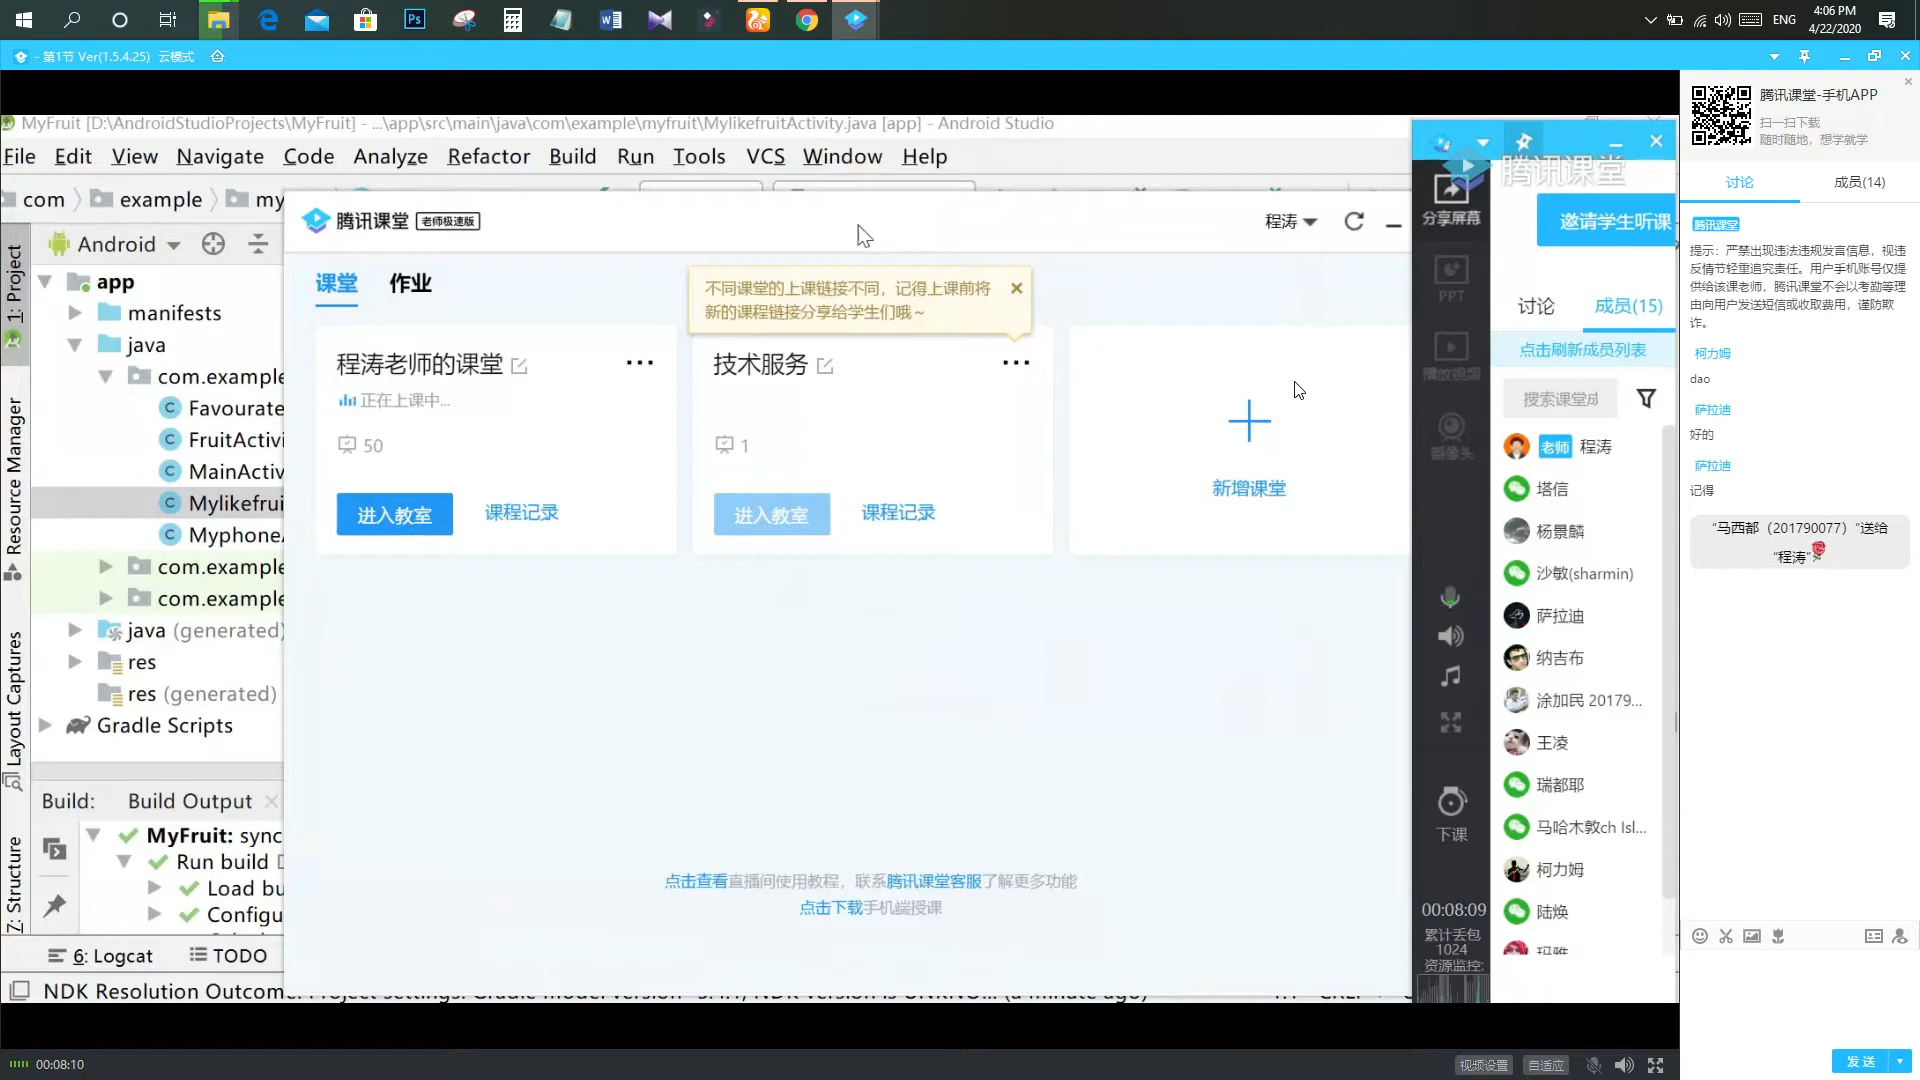 ENG
4:06 PM
4/22/2020
- 第1节 Ver(1.5.4.25) 云模式
MyFruit [D:\AndroidStudioProjects\MyFruit] - ...\app\src\main\java\com\example\myfruit\MylikefruitActivity.java [app] - Android Studio
File Edit View Navigate Code Analyze Refactor Build Run Tools VCS Window Help
com example my
1: Project
Resource Manager
Layout Captures
Z: Structure
Android
app
manifests
java
com.example
Favourate
FruitActivi
MainActiv
Mylikefrui
MyphoneA
com.example
com.example
java (generated)
res
res (generated)
Gradle Scripts
Build: Build Output
MyFruit: sync
Run build
Load bu
Configu
6: Logcat TODO
腾讯课堂 老师极速版
程涛
课堂 作业
不同课堂的上课链接不同，记得上课前将
新的课程链接分享给学生们哦~
程涛老师的课堂
正在上课中...
50
进入教室 课程记录
技术服务
1
进入教室 课程记录
新增课堂
点击查看直播间使用教程，联系腾讯课堂客服了解更多功能
点击下载手机端授课
腾讯课堂
分享屏幕
PPT
播放视频
摄像头
下课
00:08:09
累计丢包
1024
资源监控:
邀请学生听课
讨论 成员(15)
点击刷新成员列表
搜索课堂成
老师 程涛
塔信
杨景麟
沙敏(sharmin)
萨拉迪
纳吉布
涂加民 20179...
王凌
瑞都耶
马哈木敦ch Isl...
柯力姆
陆焕
玛雅
腾讯课堂-手机APP
扫一扫下载
随时随地，想学就学
讨论 成员(14)
腾讯课堂
提示：严禁出现违法违规发言信息，视违
反情节轻重追究责任。用户手机账号仅提
供给该课老师，腾讯课堂不会以考勤等理
由向用户发送短信或收取费用，谨防欺
诈。
柯力姆
dao
萨拉迪
好的
萨拉迪
记得
“马西都（201790077）”送给
“程涛”
发送
00:08:10
视频设置 自适应